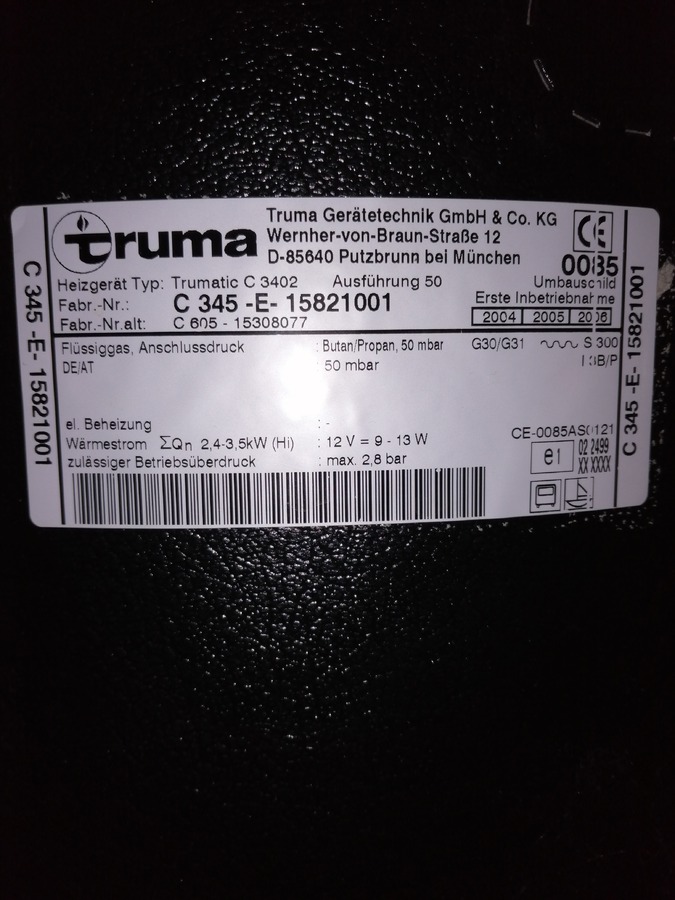 truma
Truma Gerätetechnik GmbH & Co. KG
Wernher-von-Braun-Straße 12
D-85640 Putzbrunn bei München
CE
0085
Heizgerät Typ: Trumatic C 3402 Ausführung 50
Umbauschild
Fabr.-Nr.: C 345 -E- 15821001
Erste Inbetriebnahme
Fabr.-Nr.alt: C 605 - 15308077
2004 2005 2006
Flüssiggas, Anschlussdruck : Butan/Propan, 50 mbar G30/G31 S 300
DE/AT : 50 mbar B/P
el. Beheizung : -
Wärmestrom ΣQn 2,4-3,5kW (Hi) : 12 V = 9 - 13 W
CE-0085AS0121
zulässiger Betriebsüberdruck : max. 2,8 bar
e1 02 2499
XX XXXX
C 345 -E- 15821001
C 345 -E- 15821001